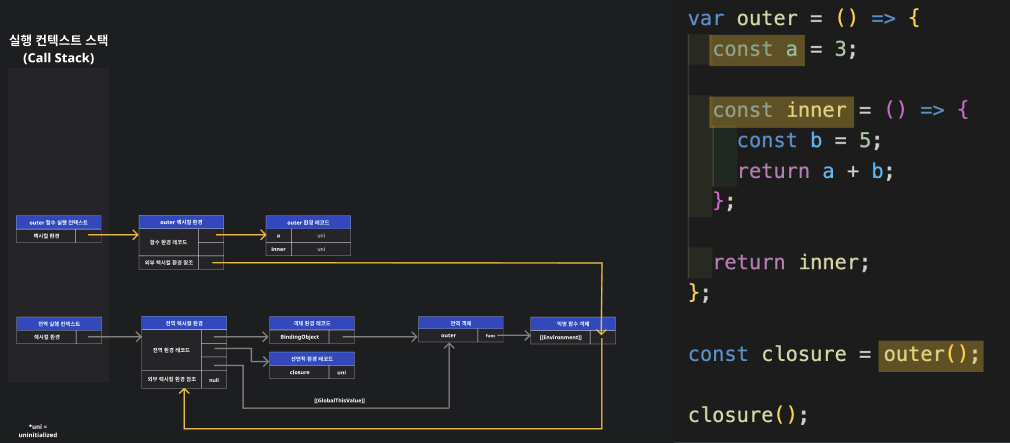 실행 컨텍스트 스택
(Call Stack)
outer 함수 실행 컨텍스트
렉시컬 환경
outer 렉시컬 환경
함수 환경 레코드
외부 렉시컬 환경 참조
outer 환경 레코드
a uni
inner uni
전역 실행 컨텍스트
렉시컬 환경
전역 렉시컬 환경
전역 환경 레코드
외부 렉시컬 환경 참조 null
객체 환경 레코드
BindingObject
선언적 환경 레코드
closure uni
전역 객체
outer func
익명 함수 객체
[[Environment]]
[[GlobalThisValue]]
*uni =
uninitialized
var outer = () => {
const a = 3;
const inner = () => {
const b = 5;
return a + b;
};
return inner;
};
const closure = outer();
closure();